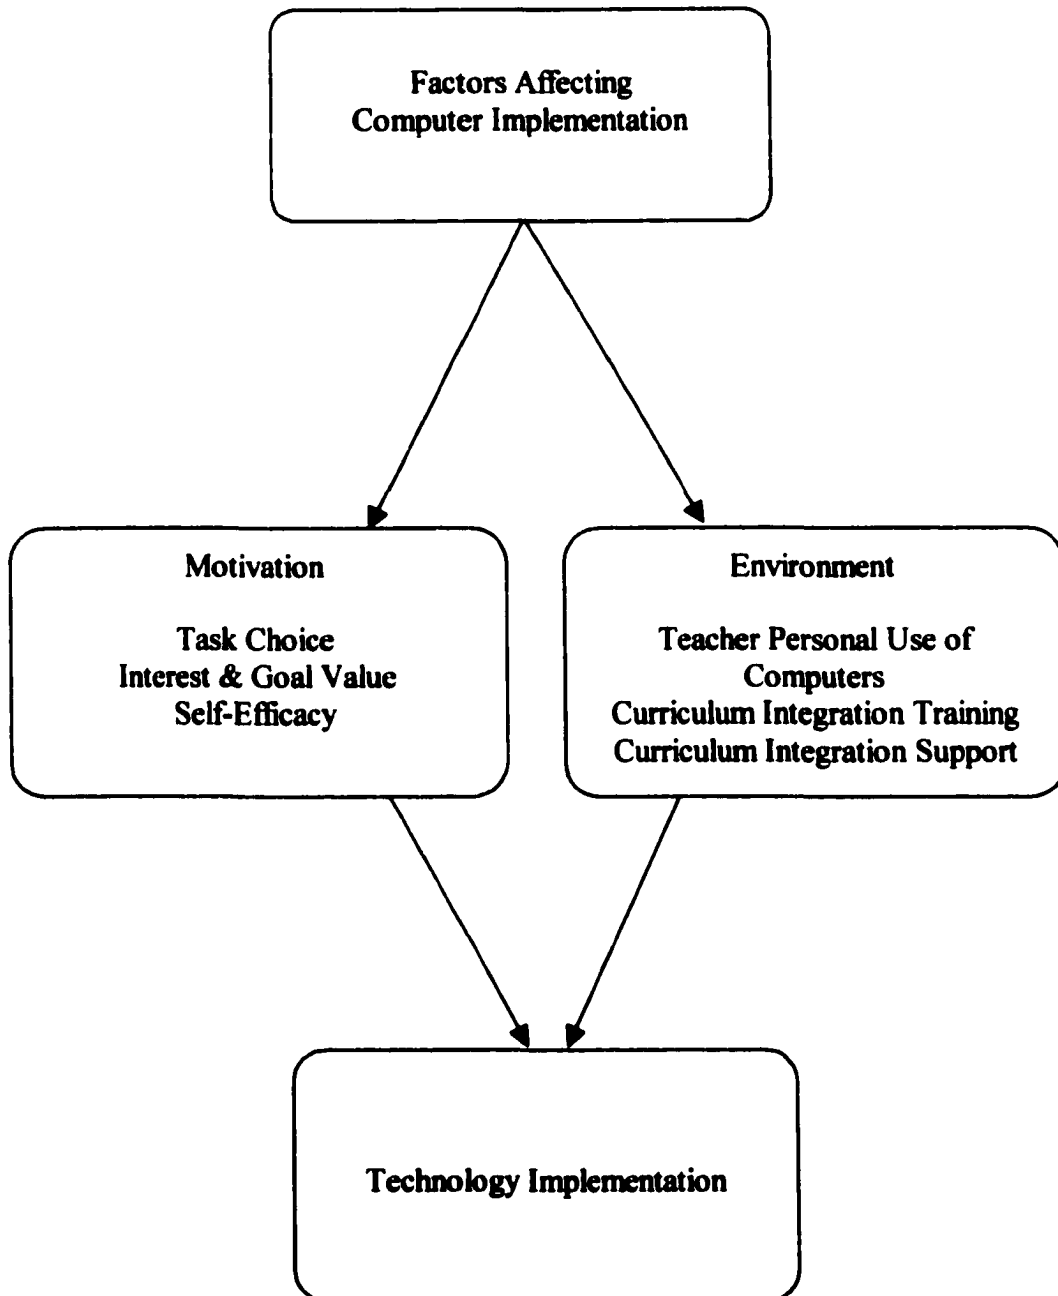 Factors Affecting
Computer Implementation
Motivation
Task Choice
Interest & Goal Value
Self-Efficacy
Environment
Teacher Personal Use of
Computers
Curriculum Integration Training
Curriculum Integration Support
Technology Implementation